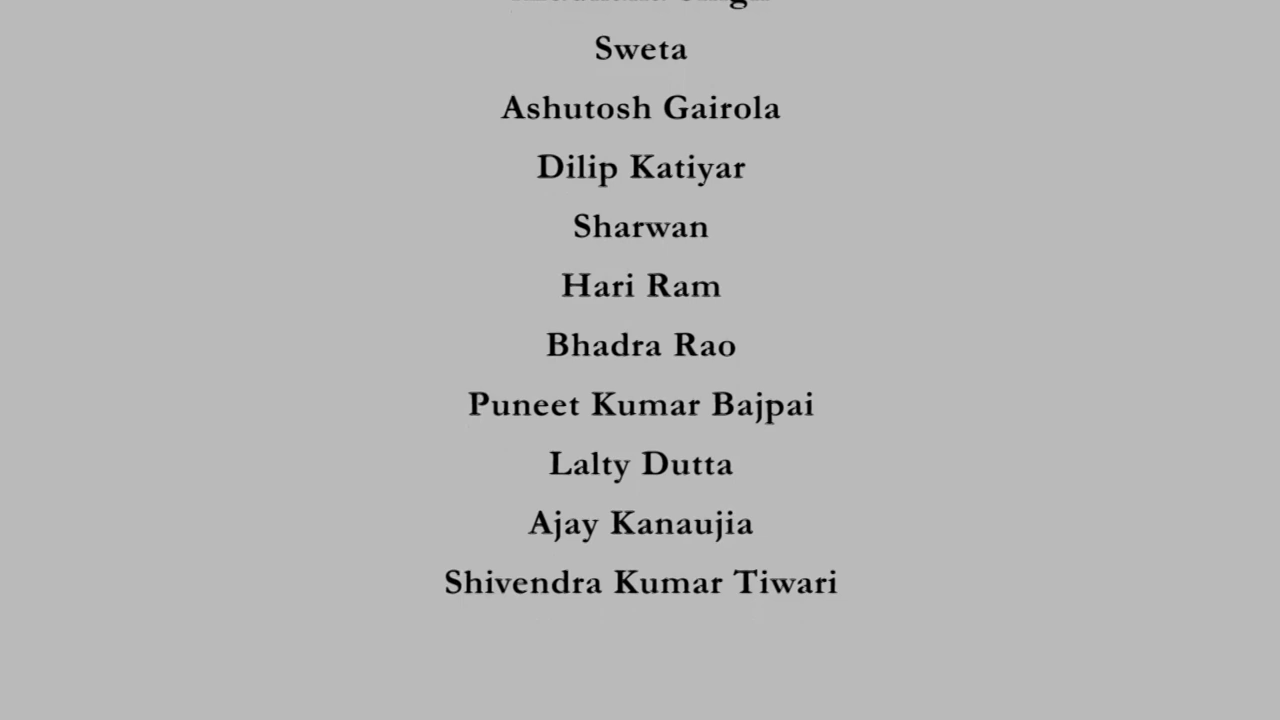 Singh
Sweta
Ashutosh Gairola
Dilip Katiyar
Sharwan
Hari Ram
Bhadra Rao
Puneet Kumar Bajpai
Lalty Dutta
Ajay Kanaujia
Shivendra Kumar Tiwari